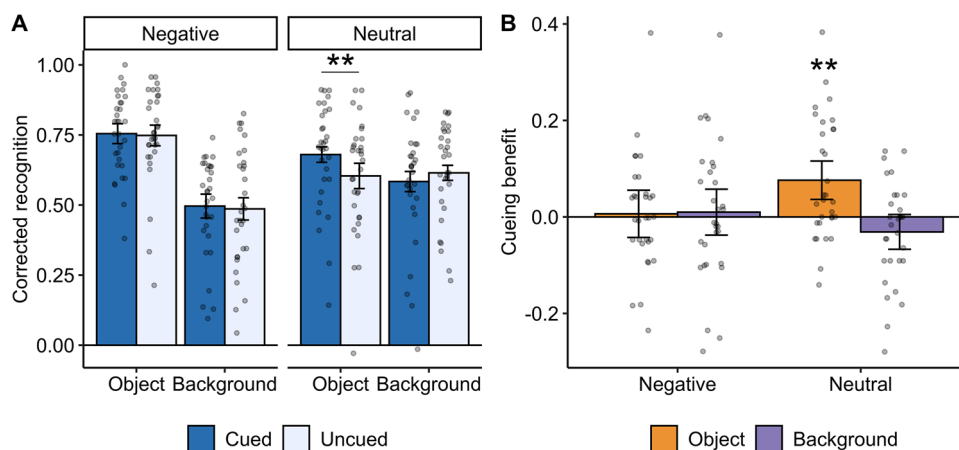 A
Negative
Neutral
Corrected recognition
1.00
0.75
0.50
0.25
0.00
**
Object
Background
Object
Background
Cued
Uncued
B
Cueing benefit
0.4
0.2
0.0
-0.2
**
Negative
Neutral
Object
Background